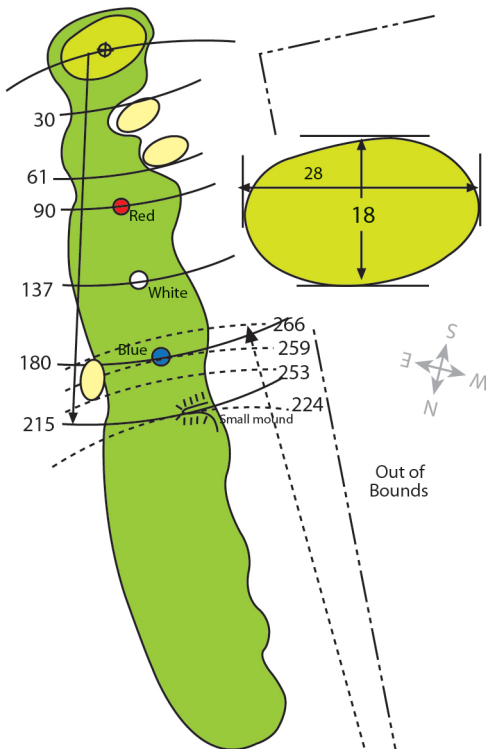 30
61
90
Red
137
White
28
18
180
Blue
266
259
253
224
215
Small mound
S
E
W
N
Out of
Bounds